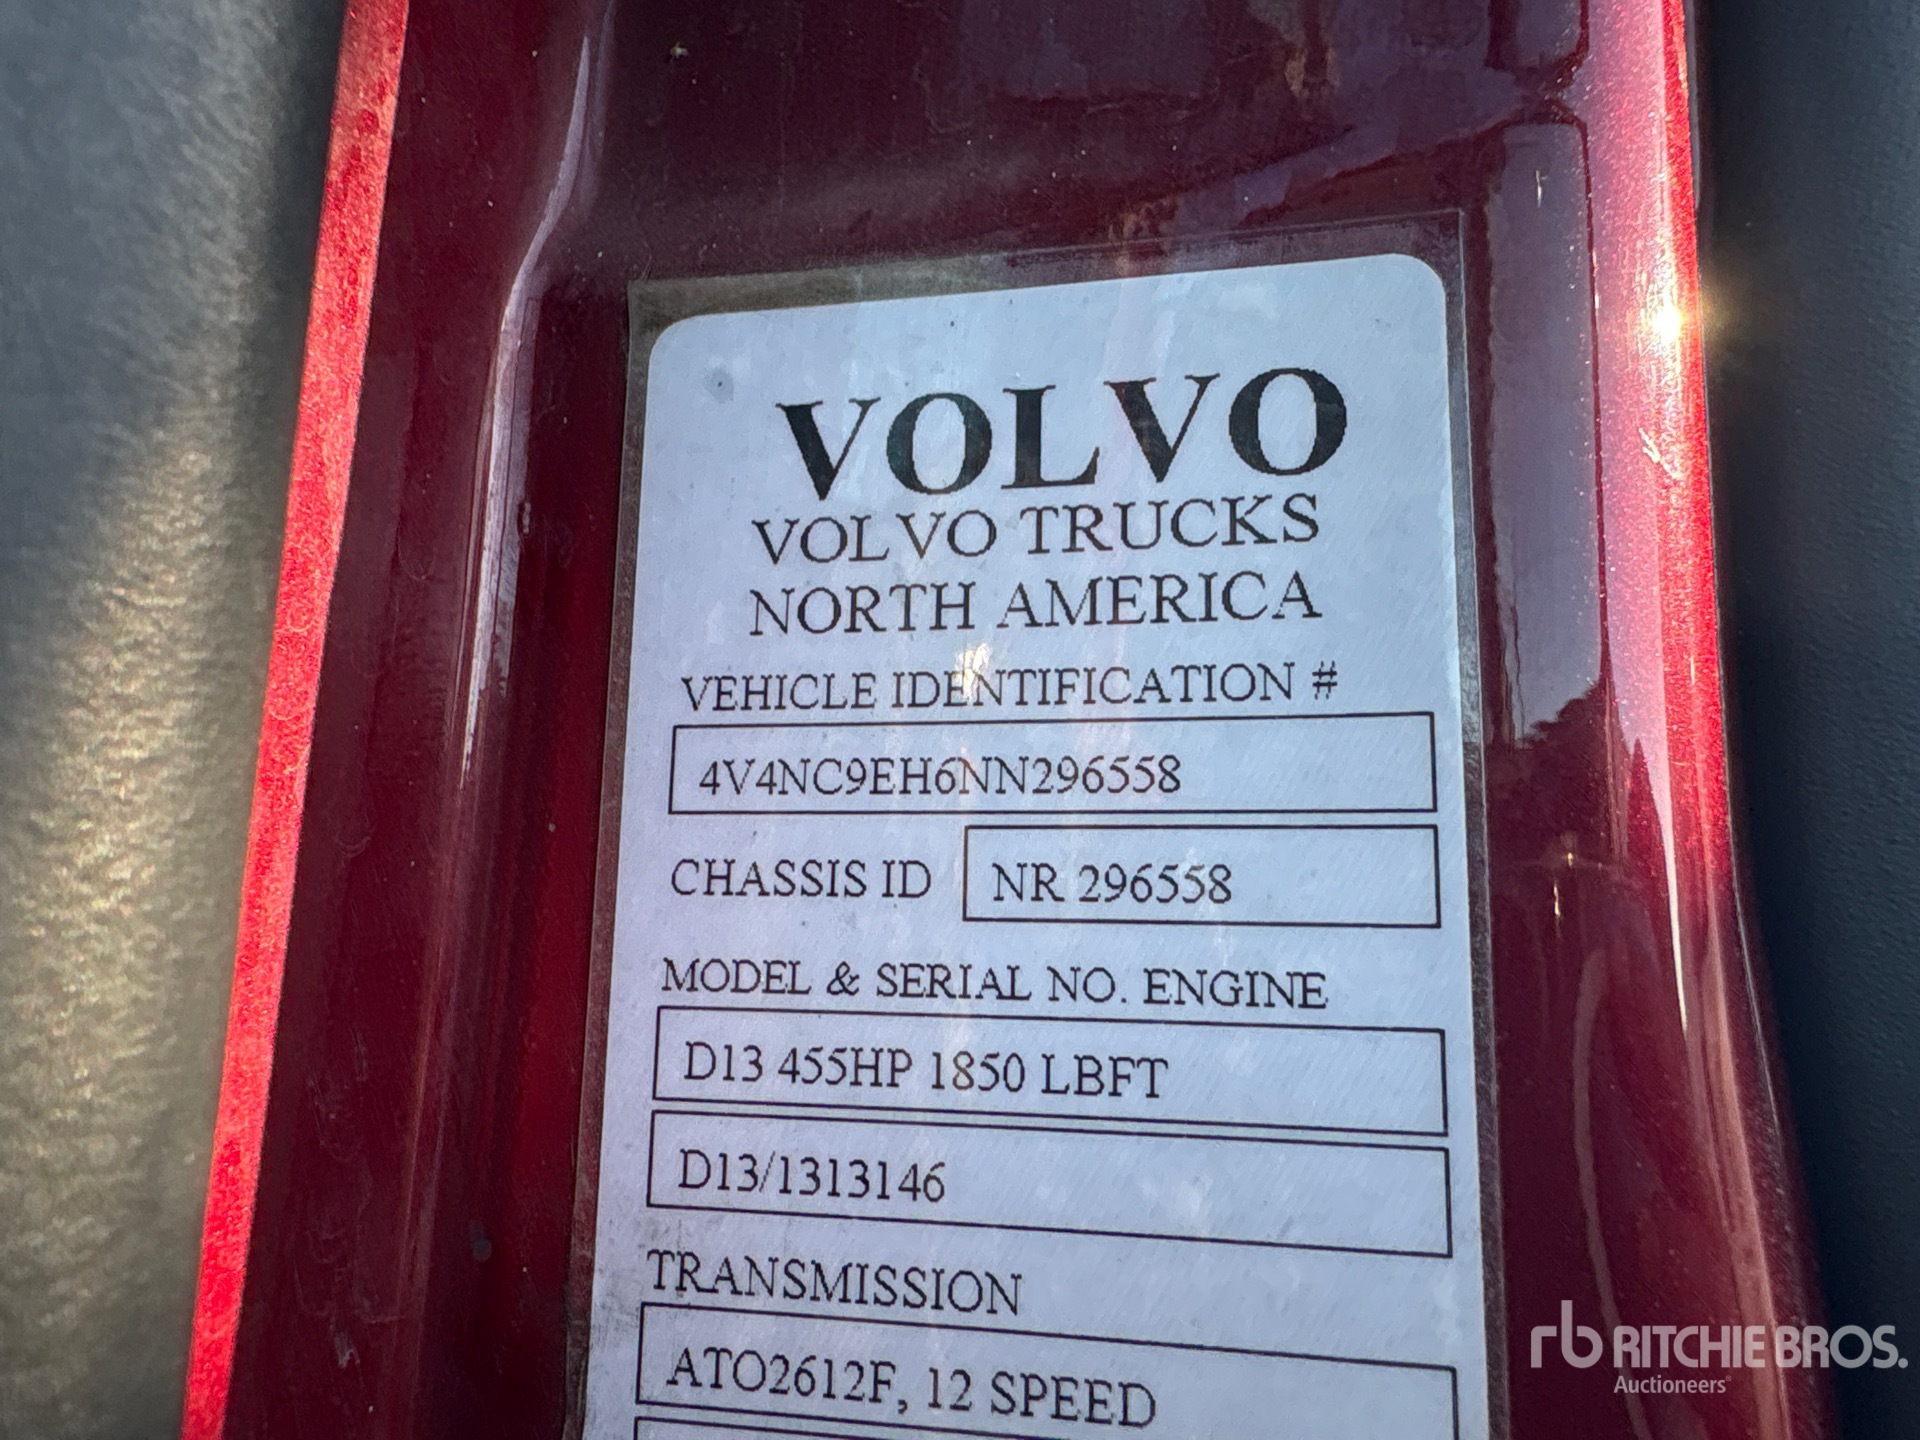 VOLVO
VOLVO TRUCKS
NORTH AMERICA
VEHICLE IDENTIFICATION #
4V4NC9EH6NN296558
CHASSIS ID NR 296558
MODEL & SERIAL NO. ENGINE
D13 455HP 1850 LBFT
D13/1313146
TRANSMISSION
ATO2612F, 12 SPEED
rb RITCHIE BROS.
Auctioneers